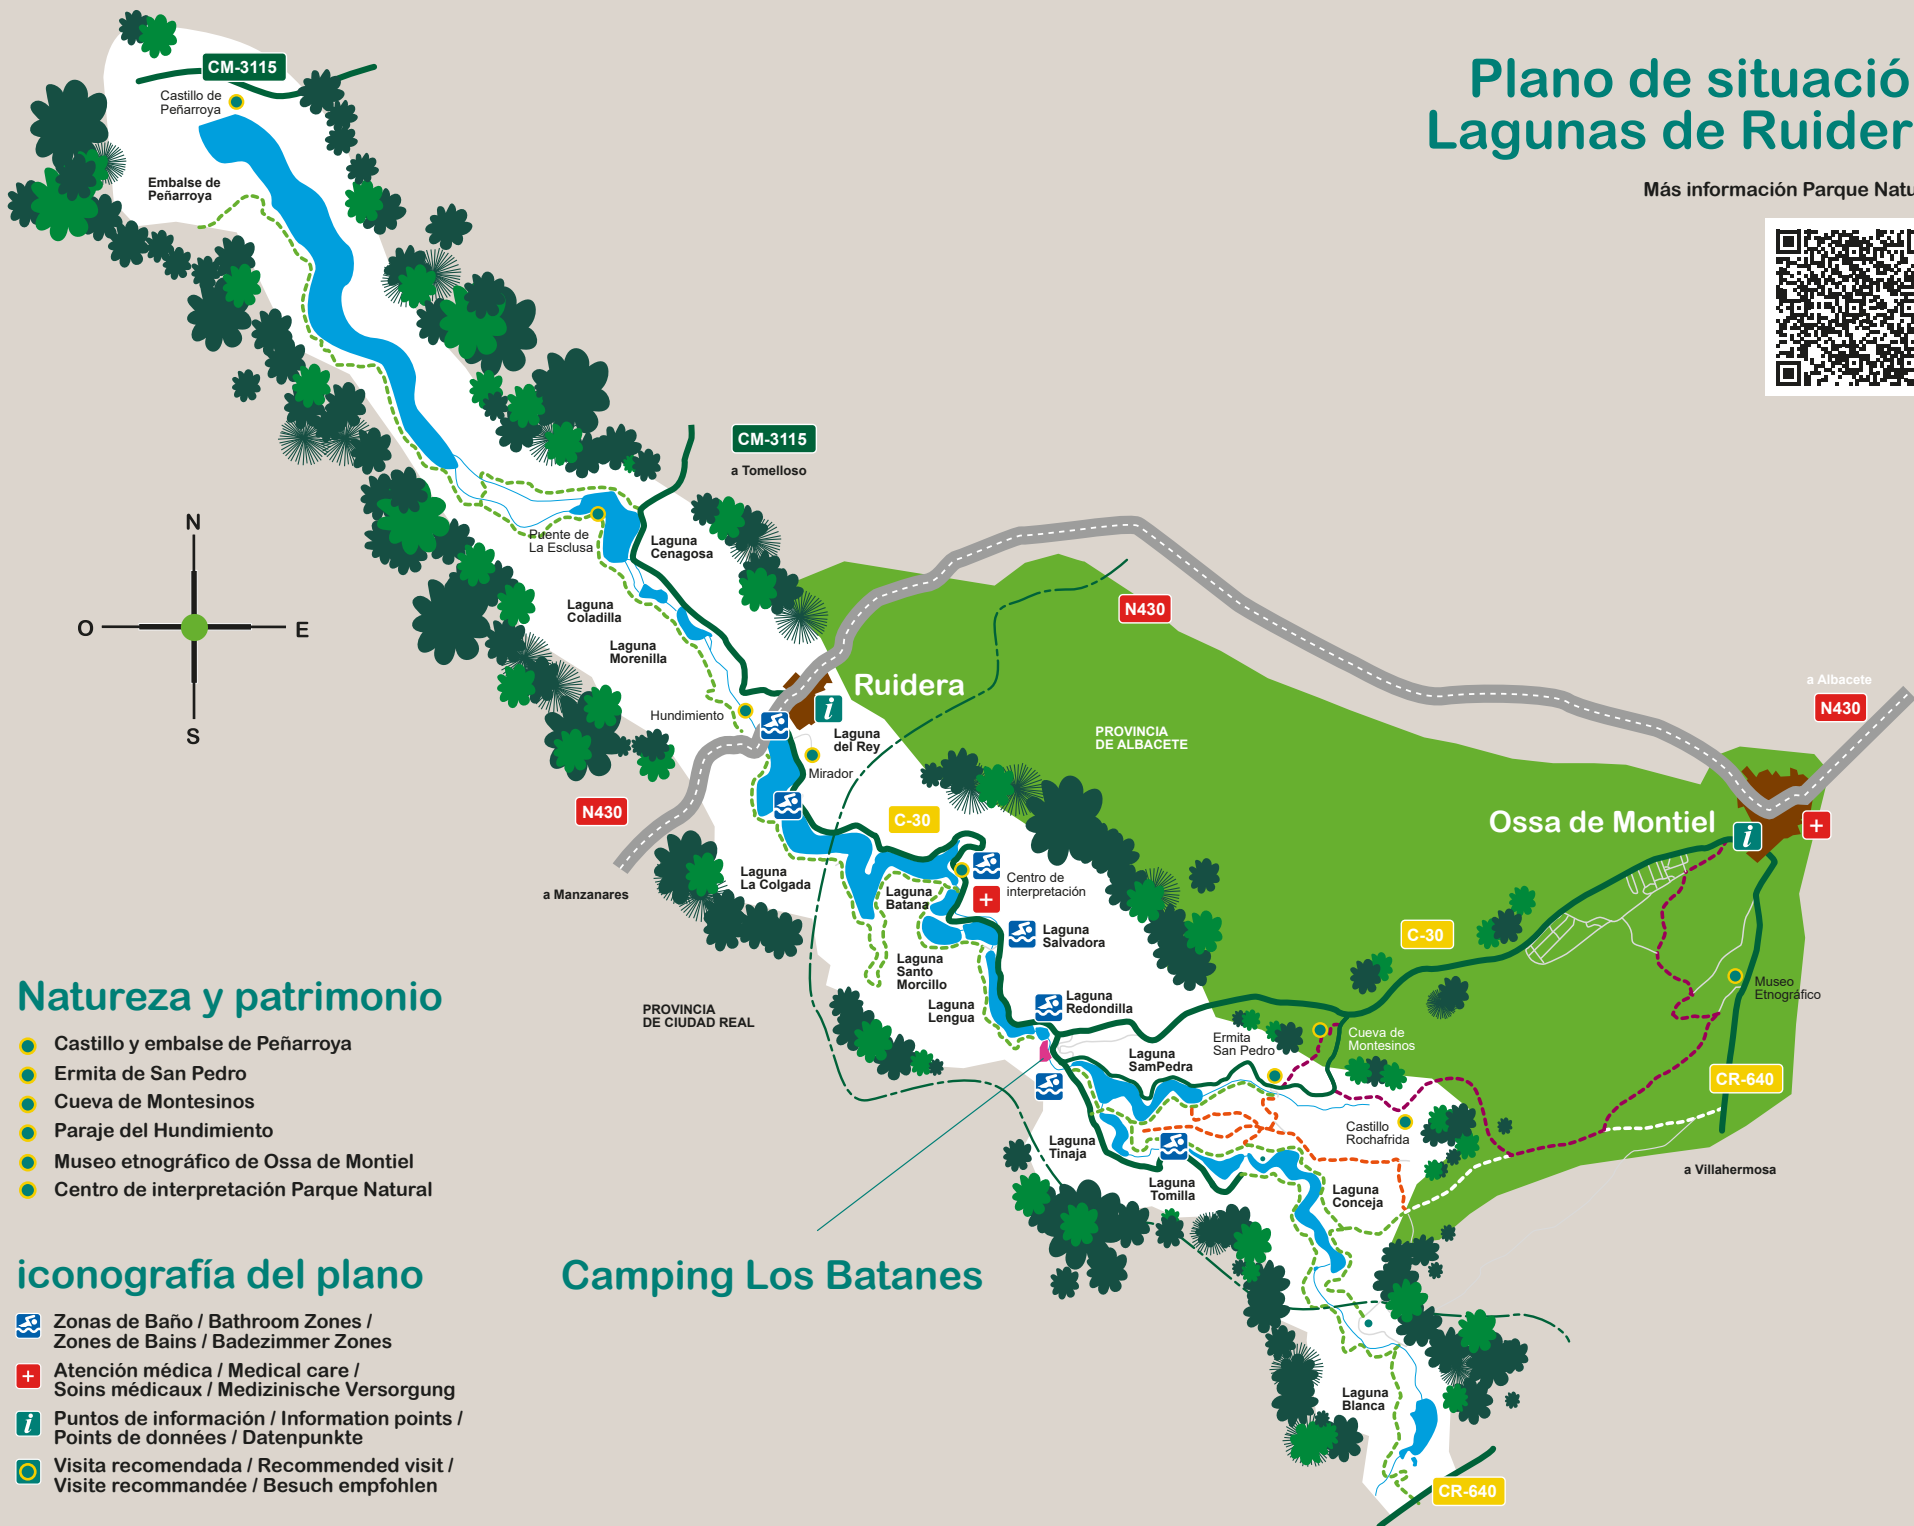 Plano de situació
Lagunas de Ruider
Más información Parque Natu
CM-3115
Castillo de
Peñarroya
Embalse de
Peñarroya
CM-3115
a Tomelloso
N
O
E
S
Puente de
La Esclusa
Laguna
Cenagosa
Laguna
Coladilla
Laguna
Morenilla
N430
Ruidera
a Albacete
N430
Hundimiento
Laguna
del Rey
Mirador
PROVINCIA
DE ALBACETE
N430
C-30
Ossa de Montiel
a Manzanares
Laguna
La Colgada
Laguna
Batana
Centro de
interpretación
Laguna
Salvadora
C-30
Laguna
Santo
Morcillo
Laguna
Lengua
Laguna
Redondilla
Museo
Etnográfico
PROVINCIA
DE CIUDAD REAL
Ermita
San Pedro
Cueva de
Montesinos
Laguna
SamPedra
CR-640
Castillo
Rochafrida
Laguna
Tinaja
a Villahermosa
Laguna
Tomilla
Laguna
Conceja
Laguna
Blanca
CR-640
Camping Los Batanes
Natureza y patrimonio
Castillo y embalse de Peñarroya
Ermita de San Pedro
Cueva de Montesinos
Paraje del Hundimiento
Museo etnográfico de Ossa de Montiel
Centro de interpretación Parque Natural
iconografía del plano
Zonas de Baño / Bathroom Zones /
Zones de Bains / Badezimmer Zones
Atención médica / Medical care /
Soins médicaux / Medizinische Versorgung
Puntos de información / Information points /
Points de données / Datenpunkte
Visita recomendada / Recommended visit /
Visite recommandée / Besuch empfohlen